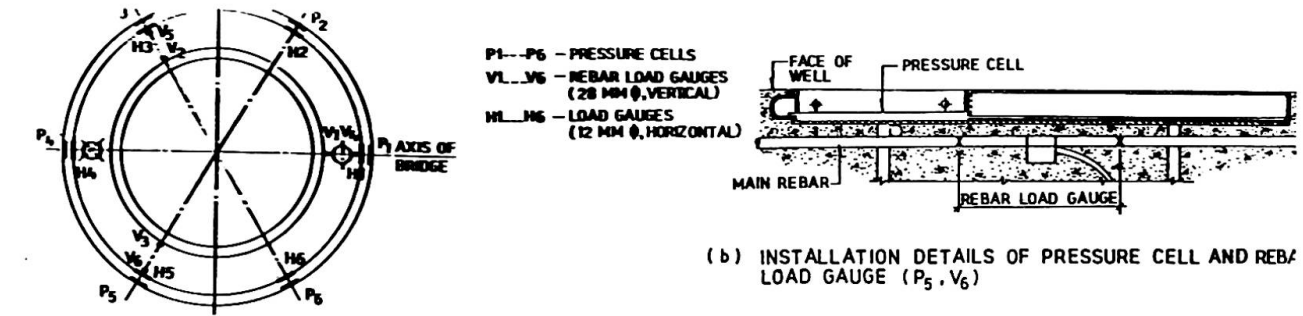 P2
V5
H3
V2
H2
P4
H4
V1 V4
P1 AXIS OF
BRIDGE
H1
V3
V6
H5
H6
P5
P6
P1---P6 - PRESSURE CELLS
V1...V6 - REBAR LOAD GAUGES
(28 MM ϕ, VERTICAL)
H1...H6 - LOAD GAUGES
(12 MM ϕ, HORIZONTAL)
FACE OF
WELL
PRESSURE CELL
MAIN REBAR
REBAR LOAD GAUGE
(b) INSTALLATION DETAILS OF PRESSURE CELL AND REBA
LOAD GAUGE (P5, V6)